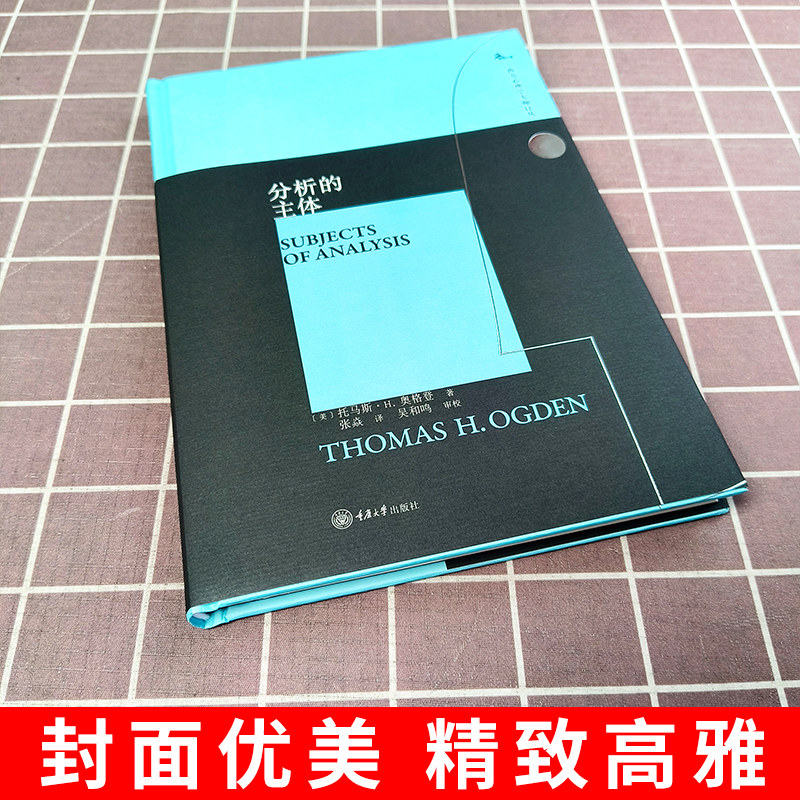 分析的
主体
SUBJECTS
OF ANALYSIS
〔美〕托马斯·H.奥格登 著
张焱 译 吴和鸣 审校
THOMAS H. OGDEN
重庆大学出版社
封面优美 精致高雅